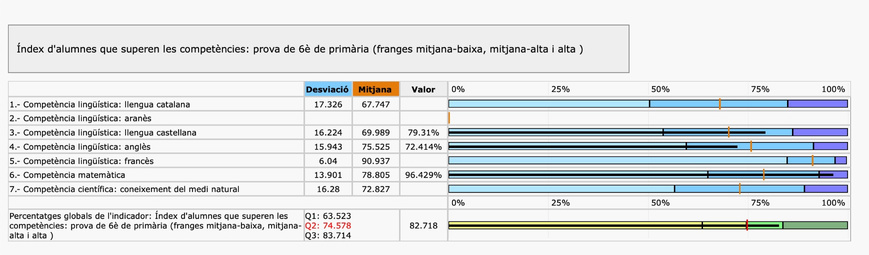 Índex d'alumnes que superen les competències: prova de 6è de primària (franges mitjana-baixa, mitjana-alta i alta )
Desviació Mitjana Valor 0% 25% 50% 75% 100%
1.- Competència lingüística: llengua catalana 17.326 67.747
2.- Competència lingüística: aranès
3.- Competència lingüística: llengua castellana 16.224 69.989 79.31%
4.- Competència lingüística: anglès 15.943 75.525 72.414%
5.- Competència lingüística: francès 6.04 90.937
6.- Competència matemàtica 13.901 78.805 96.429%
7.- Competència científica: coneixement del medi natural 16.28 72.827
0% 25% 50% 75% 100%
Percentatges globals de l'indicador: Índex d'alumnes que superen les
competències: prova de 6è de primària (franges mitjana-baixa, mitjana-
alta i alta )
Q1: 63.523
Q2: 74.578
Q3: 83.714
82.718